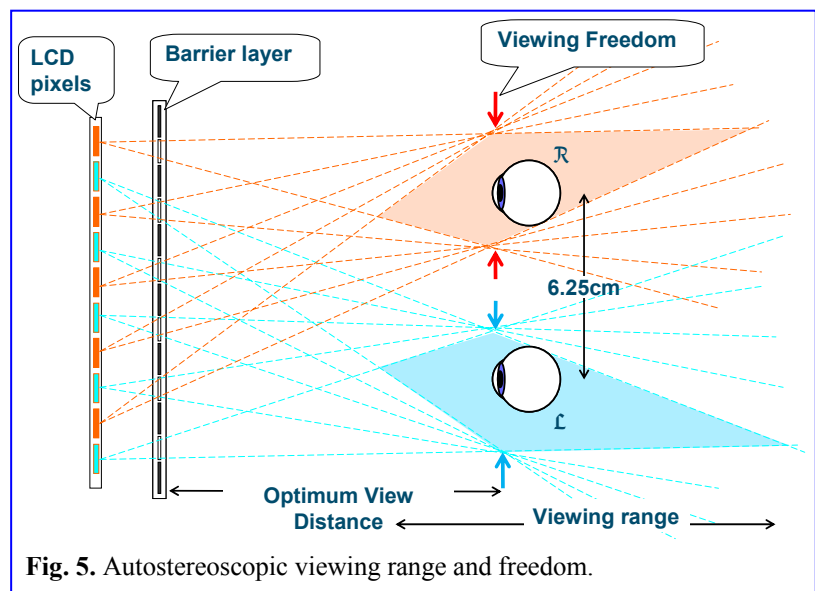 LCD
pixels
Barrier layer
Viewing Freedom
ℛ
6.25cm
ℒ
Optimum View
Distance
Viewing range
Fig. 5. Autostereoscopic viewing range and freedom.